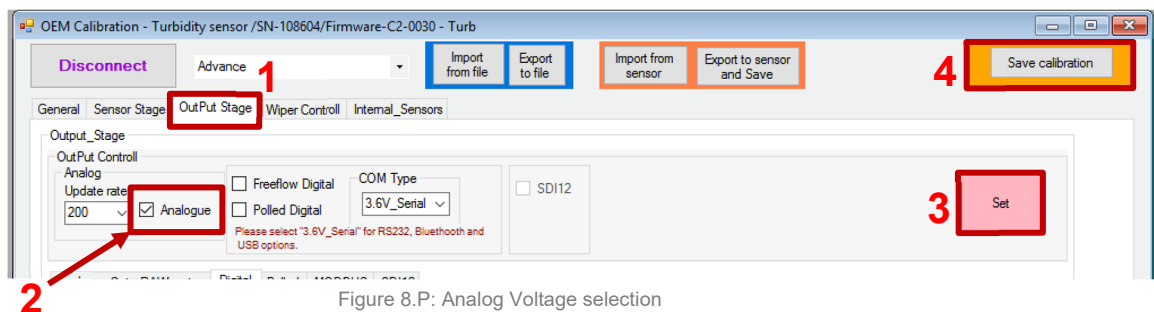 OEM Calibration - Turbidity sensor /SN-108604/Firmware-C2-0030 - Turb
Disconnect
Advance
Import from file
Export to file
Import from sensor
Export to sensor and Save
4
Save calibration
1
General Sensor Stage OutPut Stage Wiper Controll Internal_Sensors
Output_Stage
OutPut Controll
Analog
Update rate
200
Analogue
Freeflow Digital
Polled Digital
COM Type
3.6V_Serial
Please select "3.6V_Serial" for RS232, Bluethooth and
USB options.
SDI12
3
Set
Digital
2
Figure 8.P: Analog Voltage selection